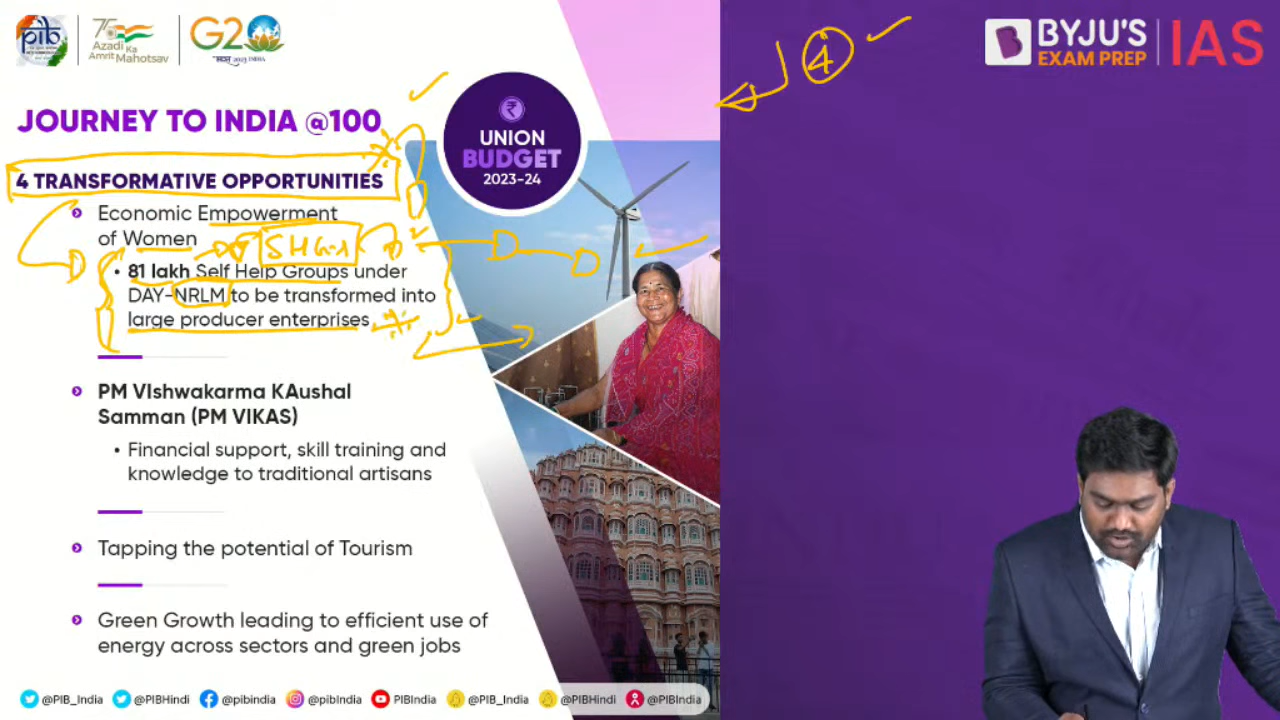 pib
75
Azadi Ka
Amrit Mahotsav
G20
BYJU'S
EXAM PREP
IAS
4
JOURNEY TO INDIA @100
UNION
BUDGET
2023-24
4 TRANSFORMATIVE OPPORTUNITIES
Economic Empowerment
of Women
SHGs
• 81 lakh Self Help Groups under
DAY-NRLM to be transformed into
large producer enterprises
PM VIshwakarma KAushal
Samman (PM VIKAS)
• Financial support, skill training and
knowledge to traditional artisans
Tapping the potential of Tourism
Green Growth leading to efficient use of
energy across sectors and green jobs
@PIB_India @PIBHindi @pibindia @pibindia PIBIndia @PIB_India @PIBHindi @PIBIndia